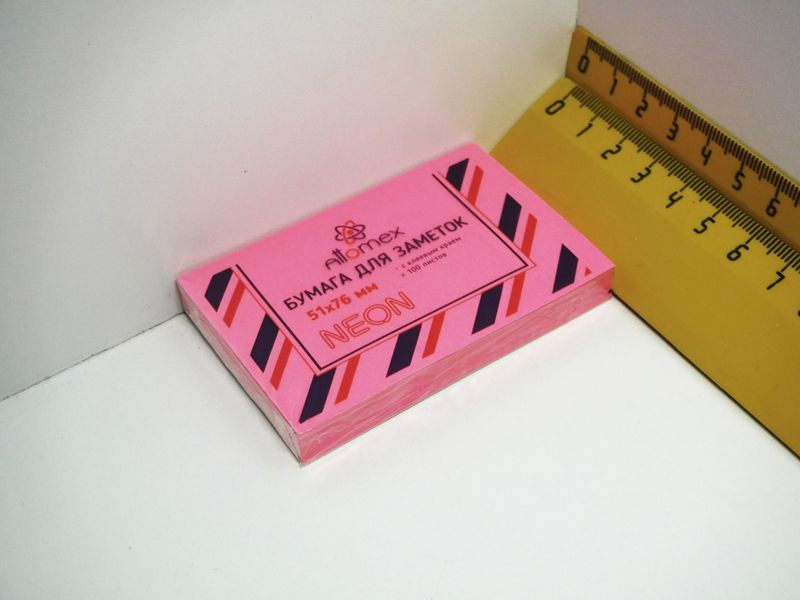 Attomex
БУМАГА ДЛЯ ЗАМЕТОК
51х76 мм
с клеевым краем
100 листов
NEON
0 1 2 3 4 5 6
0 1 2 3 4 5 6 7